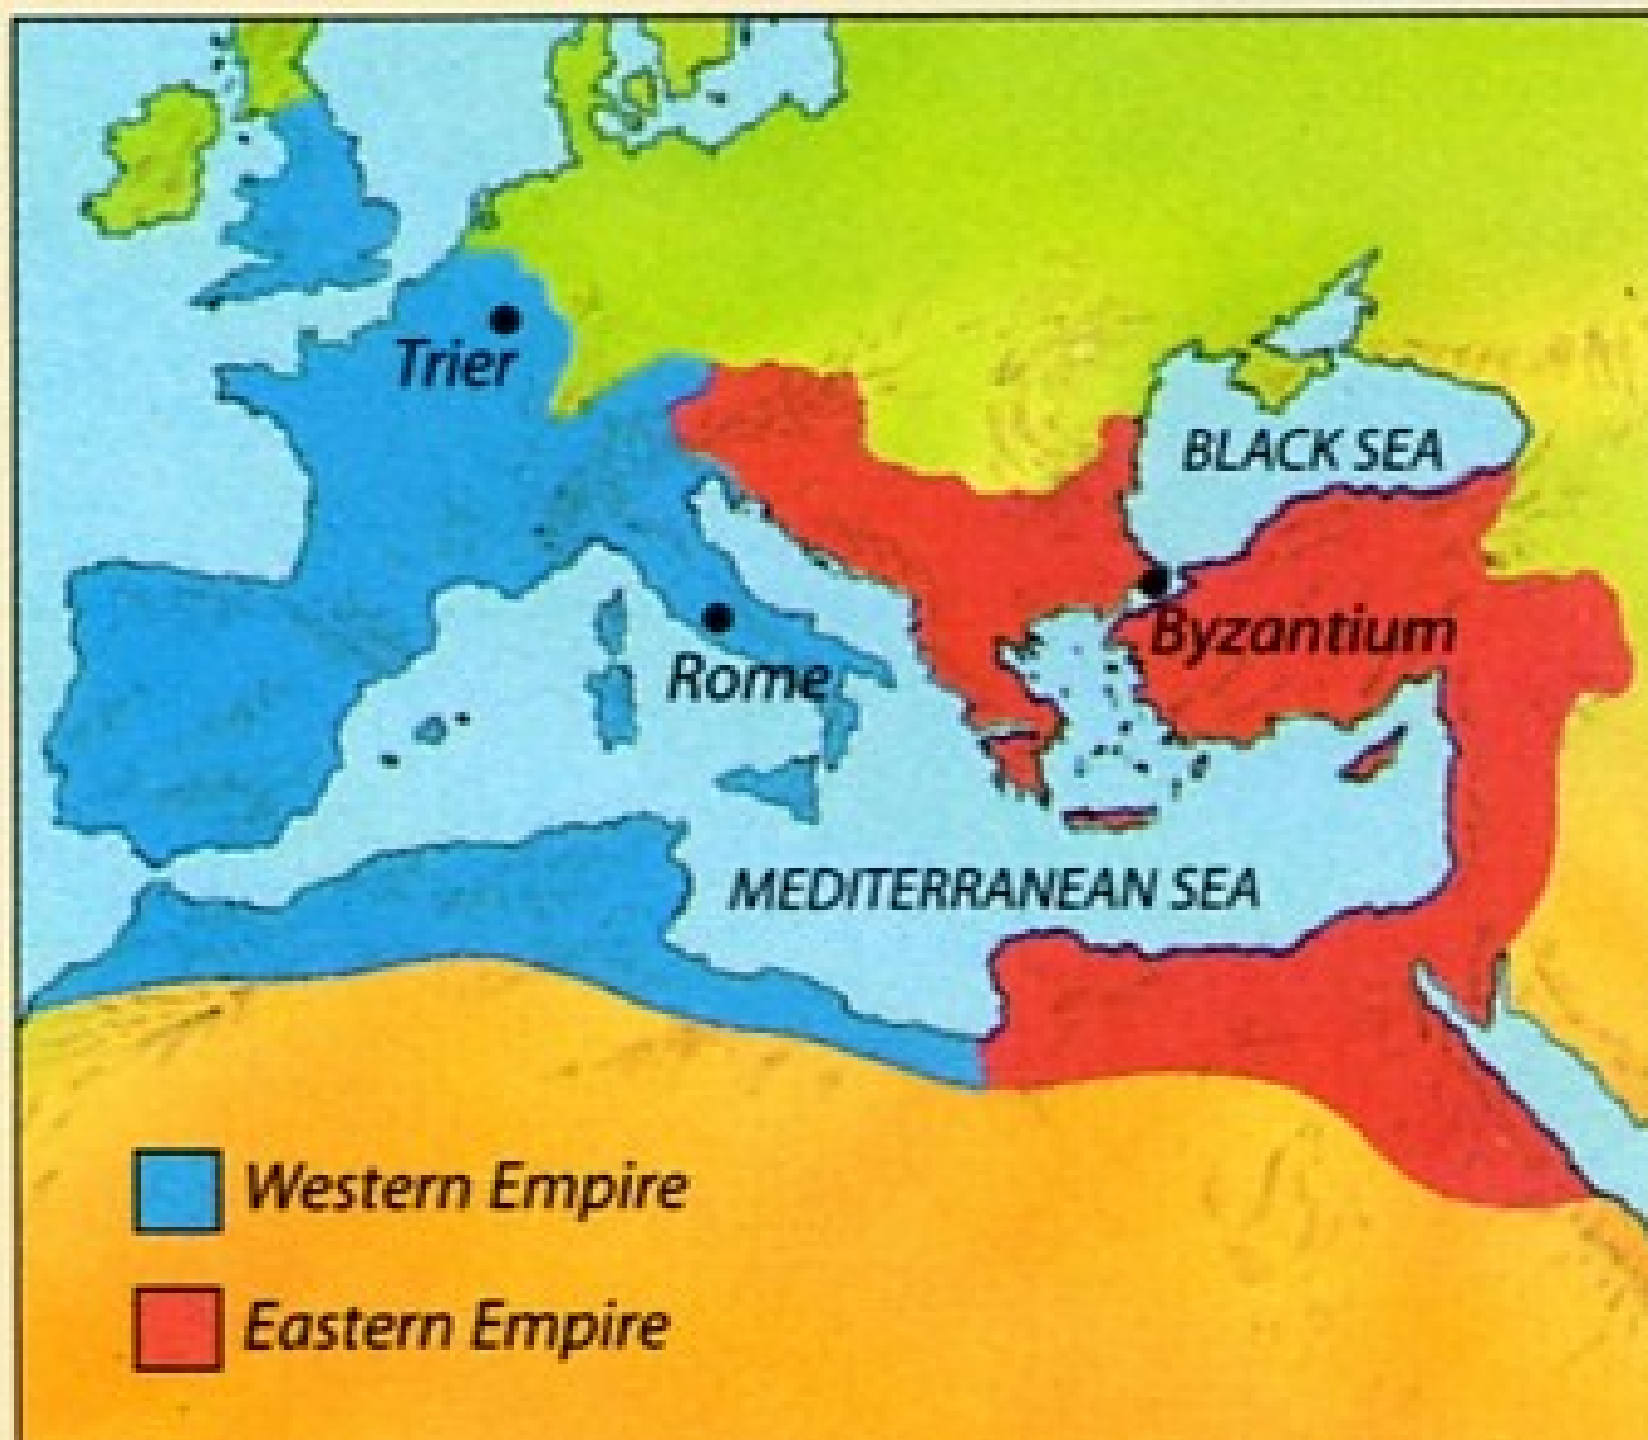 Trier
BLACK SEA
Byzantium
Rome
MEDITERRANEAN SEA
Western Empire
Eastern Empire